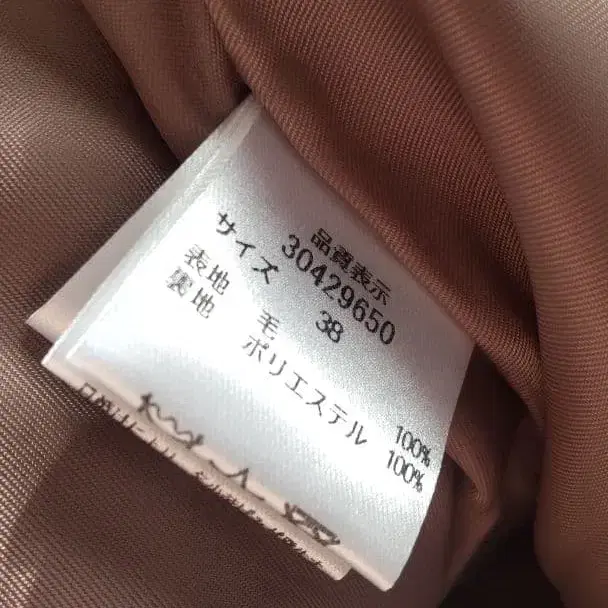 品質表示
30429650
サイズ 38
表地 毛 100%
裏地 ポリエステル 100%